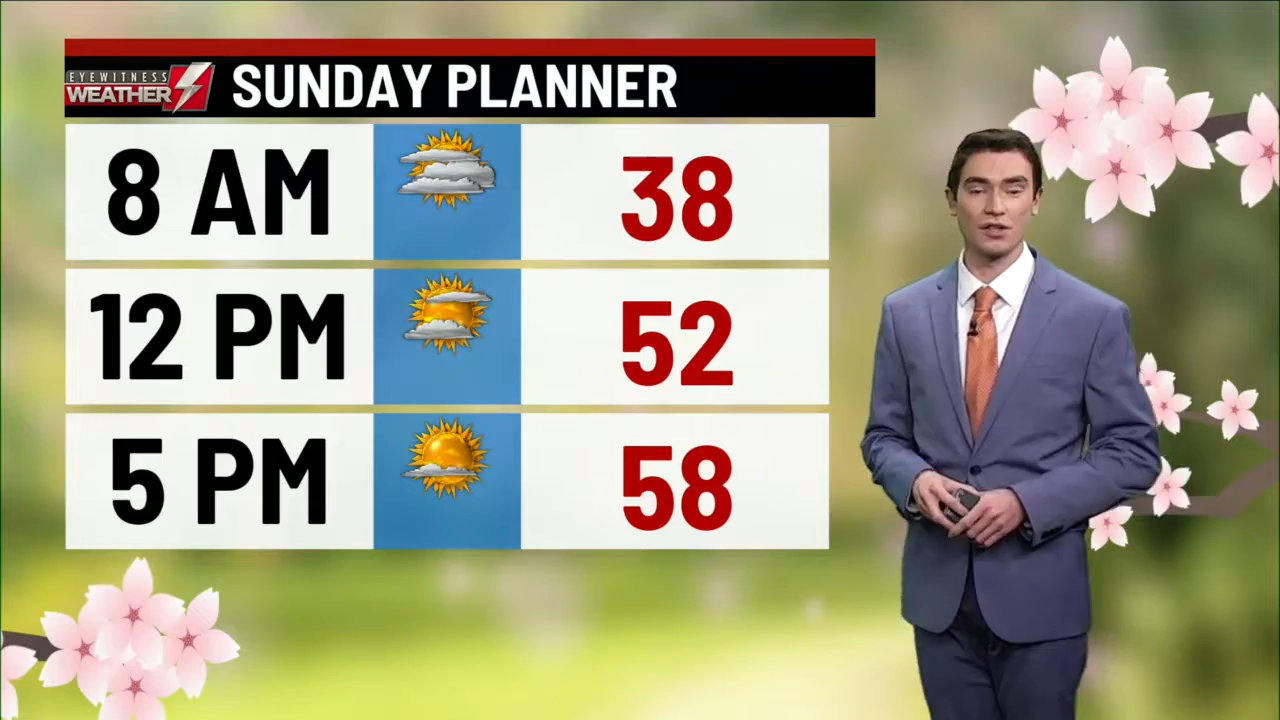 EYEWITNESS
WEATHER
SUNDAY PLANNER
8 AM 38
12 PM 52
5 PM 58